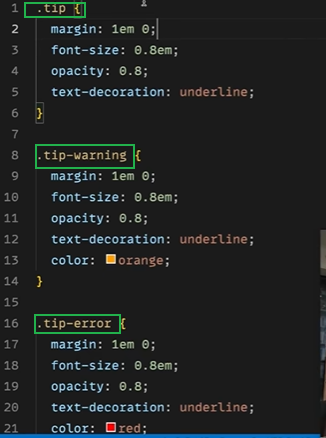 1 .tip {
2 margin: 1em 0;
3 font-size: 0.8em;
4 opacity: 0.8;
5 text-decoration: underline;
6 }
7
8 .tip-warning {
9 margin: 1em 0;
10 font-size: 0.8em;
11 opacity: 0.8;
12 text-decoration: underline;
13 color: orange;
14 }
15
16 .tip-error {
17 margin: 1em 0;
18 font-size: 0.8em;
19 opacity: 0.8;
20 text-decoration: underline;
21 color: red;